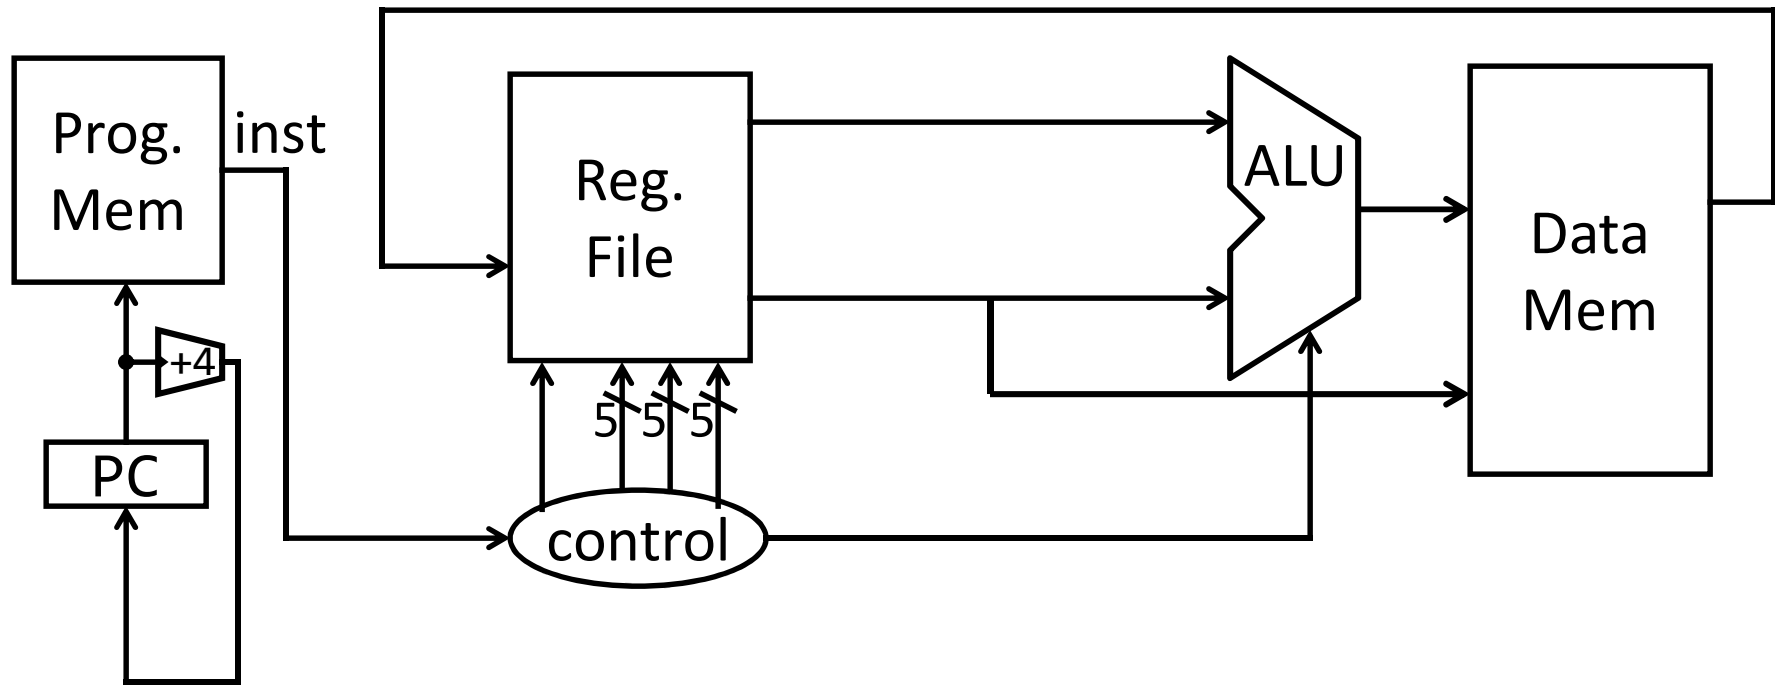 Prog.
Mem
inst
Reg.
File
ALU
Data
Mem
+4
PC
5 5 5
control